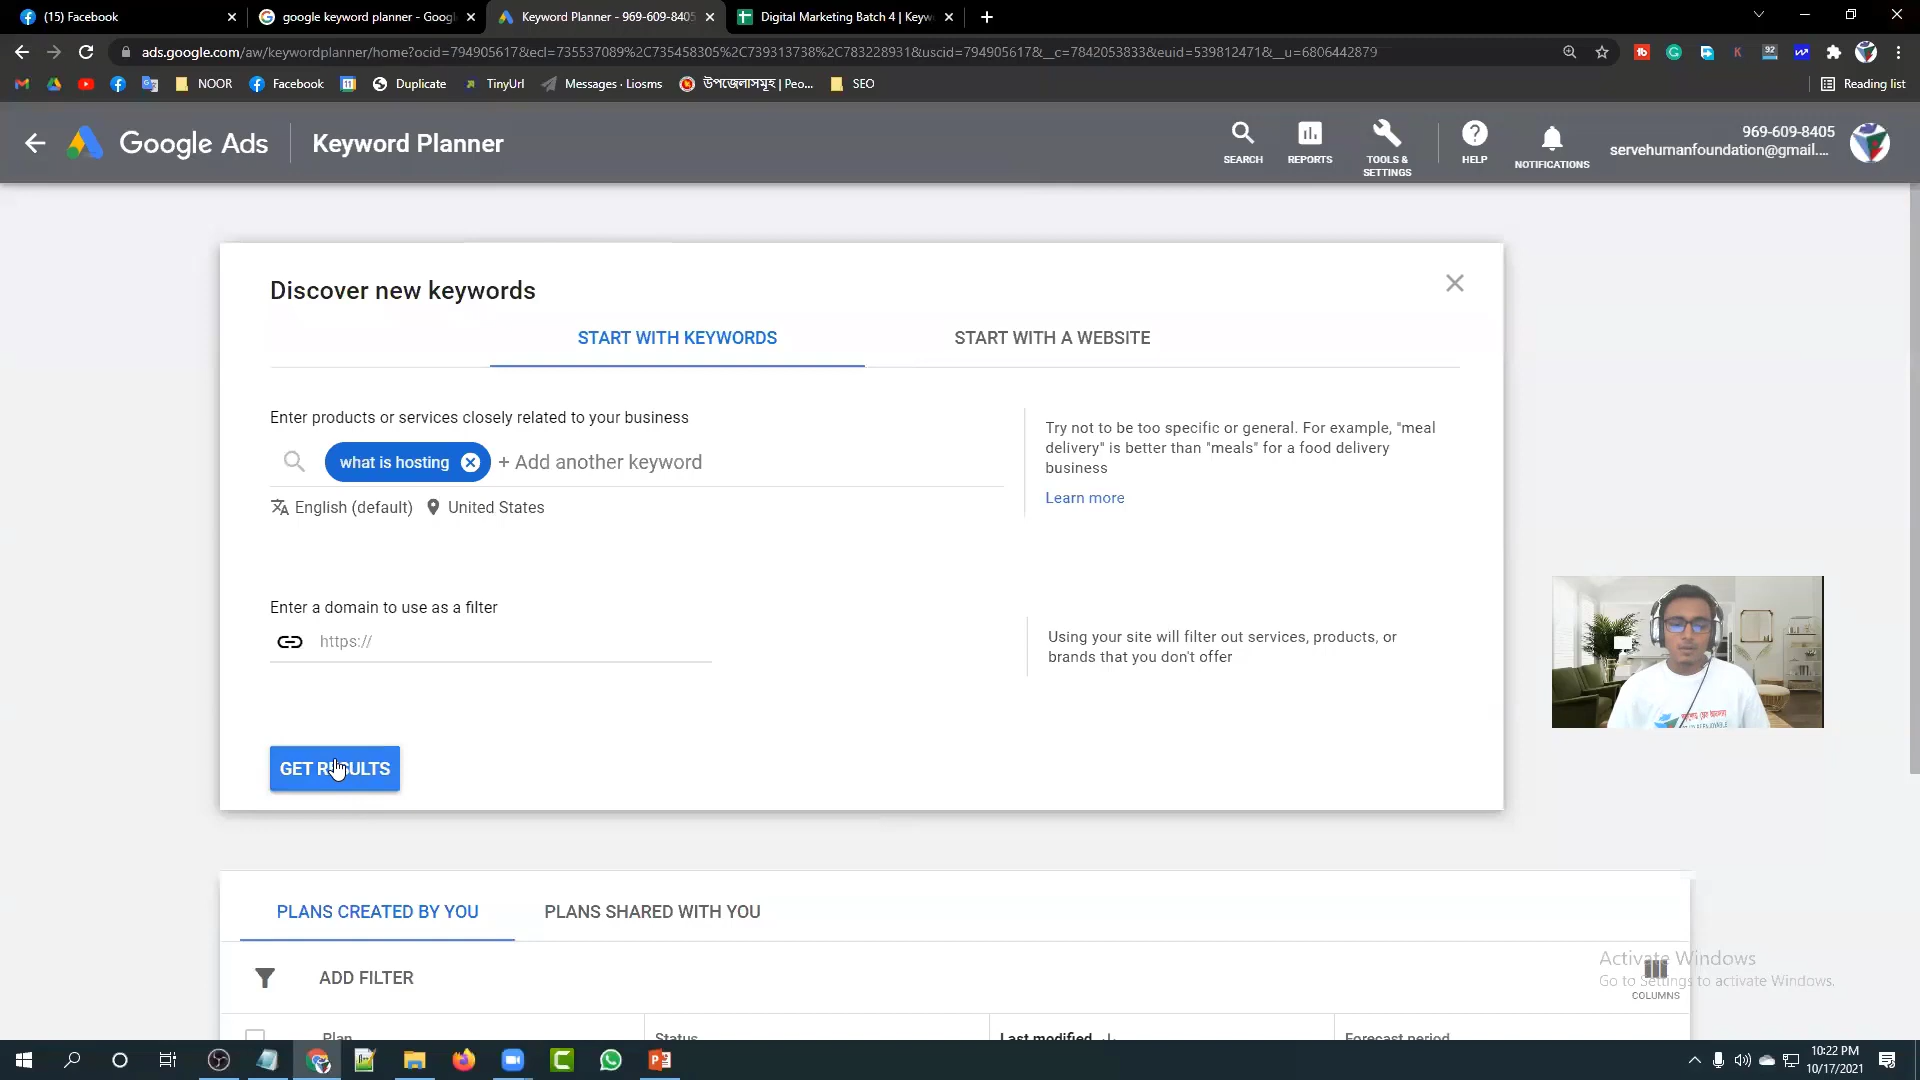 (15) Facebook
google keyword planner - Googl
Keyword Planner - 969-609-8405
Digital Marketing Batch 4 | Keyw
ads.google.com/aw/keywordplanner/home?ocid=794905617&ecl=735537089%2C735458305%2C739313738%2C783228931&uscid=794905617&__c=7842053833&euid=539812471&__u=6806442879
NOOR
Facebook
Duplicate
TinyUrl
Messages · Liosms
উপজেলাসমূহ | Peo...
SEO
Reading list
Google Ads
Keyword Planner
SEARCH
REPORTS
TOOLS &
SETTINGS
HELP
NOTIFICATIONS
969-609-8405
servehumanfoundation@gmail....
Discover new keywords
START WITH KEYWORDS
START WITH A WEBSITE
Enter products or services closely related to your business
what is hosting
+ Add another keyword
English (default)
United States
Try not to be too specific or general. For example, "meal
delivery" is better than "meals" for a food delivery
business
Learn more
Enter a domain to use as a filter
https://
Using your site will filter out services, products, or
brands that you don't offer
GET RESULTS
PLANS CREATED BY YOU
PLANS SHARED WITH YOU
ADD FILTER
COLUMNS
Activate Windows
Go to Settings to activate Windows.
Plan
Status
Last modified
Forecast period
10:22 PM
10/17/2021